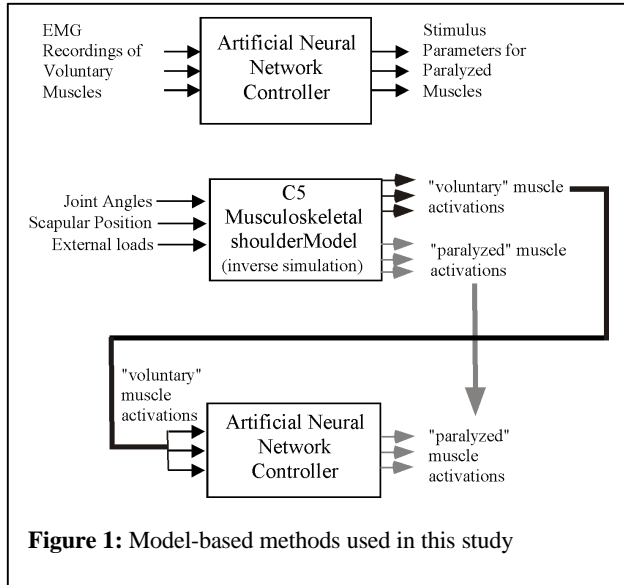 EMG
Recordings of
Voluntary
Muscles
Artificial Neural
Network
Controller
Stimulus
Parameters for
Paralyzed
Muscles
Joint Angles
Scapular Position
External loads
C5
Musculoskeletal
shoulderModel
(inverse simulation)
"voluntary" muscle
activations
"paralyzed" muscle
activations
"voluntary"
muscle
activations
Artificial Neural
Network
Controller
"paralyzed"
muscle
activations
Figure 1: Model-based methods used in this study